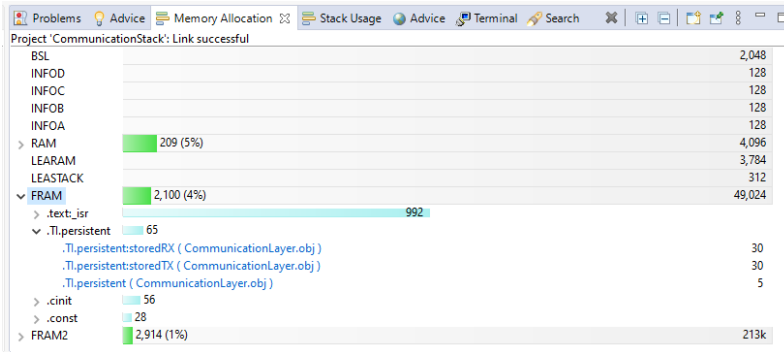 Problems Advice Memory Allocation Stack Usage Advice Terminal Search
Project 'CommunicationStack': Link successful
BSL 2,048
INFOD 128
INFOC 128
INFOB 128
INFOA 128
RAM 209 (5%) 4,096
LEARAM 3,784
LEASTACK 312
FRAM 2,100 (4%) 49,024
.text:_isr 992
.TI.persistent 65
.TI.persistent:storedRX ( CommunicationLayer.obj ) 30
.TI.persistent:storedTX ( CommunicationLayer.obj ) 30
.TI.persistent ( CommunicationLayer.obj ) 5
.cinit 56
.const 28
FRAM2 2,914 (1%) 213k